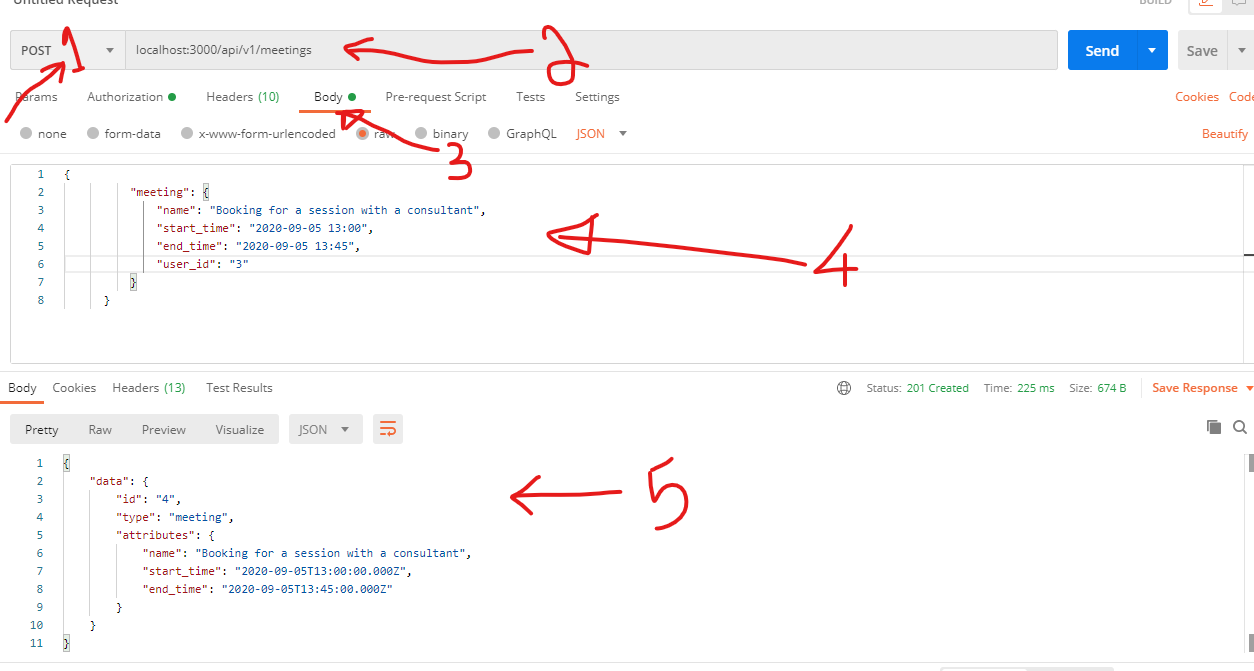 Untitled Request
BUILD
POST localhost:3000/api/v1/meetings Send Save
1
2
Params Authorization Headers (10) Body Pre-request Script Tests Settings Cookies Code
none form-data x-www-form-urlencoded raw binary GraphQL JSON Beautify
3
1 {
2 "meeting": {
3 "name": "Booking for a session with a consultant",
4 "start_time": "2020-09-05 13:00",
5 "end_time": "2020-09-05 13:45",
6 "user_id": "3"
7 }
8 }
4
Body Cookies Headers (13) Test Results Status: 201 Created Time: 225 ms Size: 674 B Save Response
Pretty Raw Preview Visualize JSON
1 {
2 "data": {
3 "id": "4",
4 "type": "meeting",
5 "attributes": {
6 "name": "Booking for a session with a consultant",
7 "start_time": "2020-09-05T13:00:00.000Z",
8 "end_time": "2020-09-05T13:45:00.000Z"
9 }
10 }
11 }
5